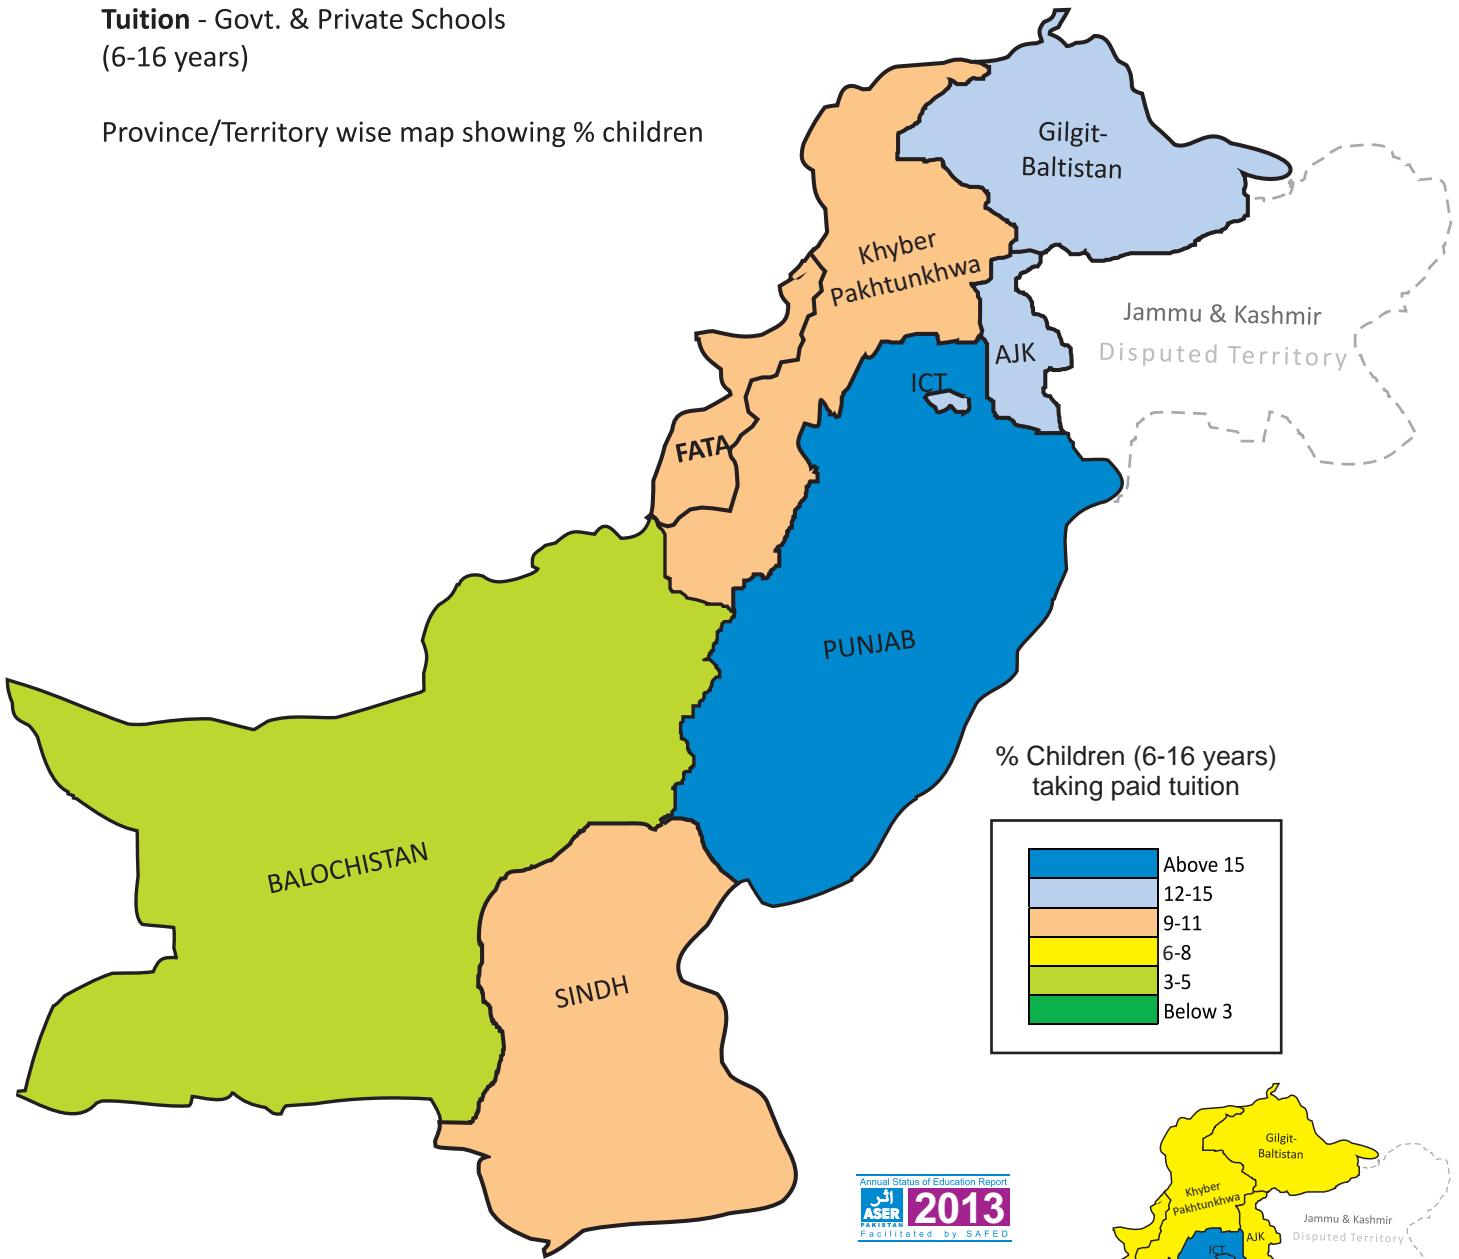 Tuition - Govt. & Private Schools
(6-16 years)
Province/Territory wise map showing % children
Gilgit-
Baltistan
Khyber
Pakhtunkhwa
Jammu & Kashmir
Disputed Territory
AJK
ICT
FATA
PUNJAB
BALOCHISTAN
SINDH
% Children (6-16 years)
taking paid tuition
Above 15
12-15
9-11
6-8
3-5
Below 3
Annual Status of Education Report
اثر
ASER
PAKISTAN
2013
Facilitated by SAFED
Gilgit-
Baltistan
Khyber
Pakhtunkhwa
Jammu & Kashmir
Disputed Territory
AJK
ICT